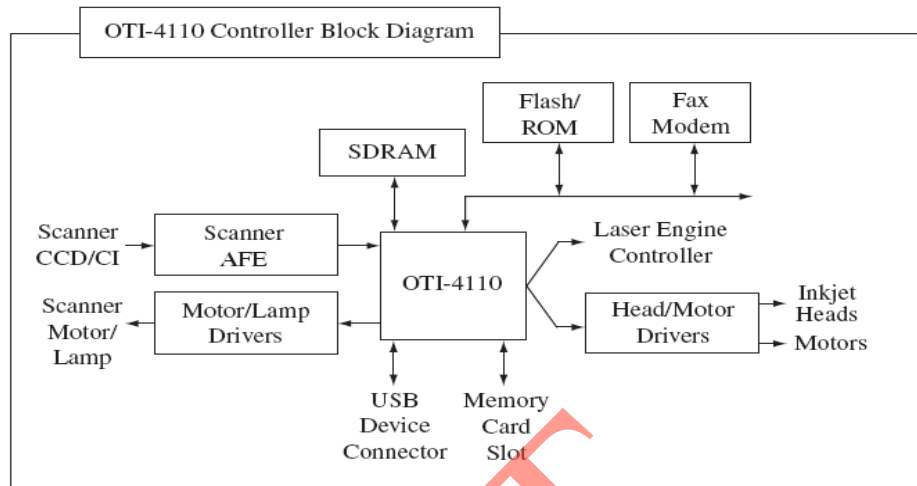 OTI-4110 Controller Block Diagram
Flash/
ROM
Fax
Modem
SDRAM
Scanner
CCD/CI
Scanner
AFE
OTI-4110
Laser Engine
Controller
Scanner
Motor/
Lamp
Motor/Lamp
Drivers
Head/Motor
Drivers
Inkjet
Heads
Motors
USB
Device
Connector
Memory
Card
Slot